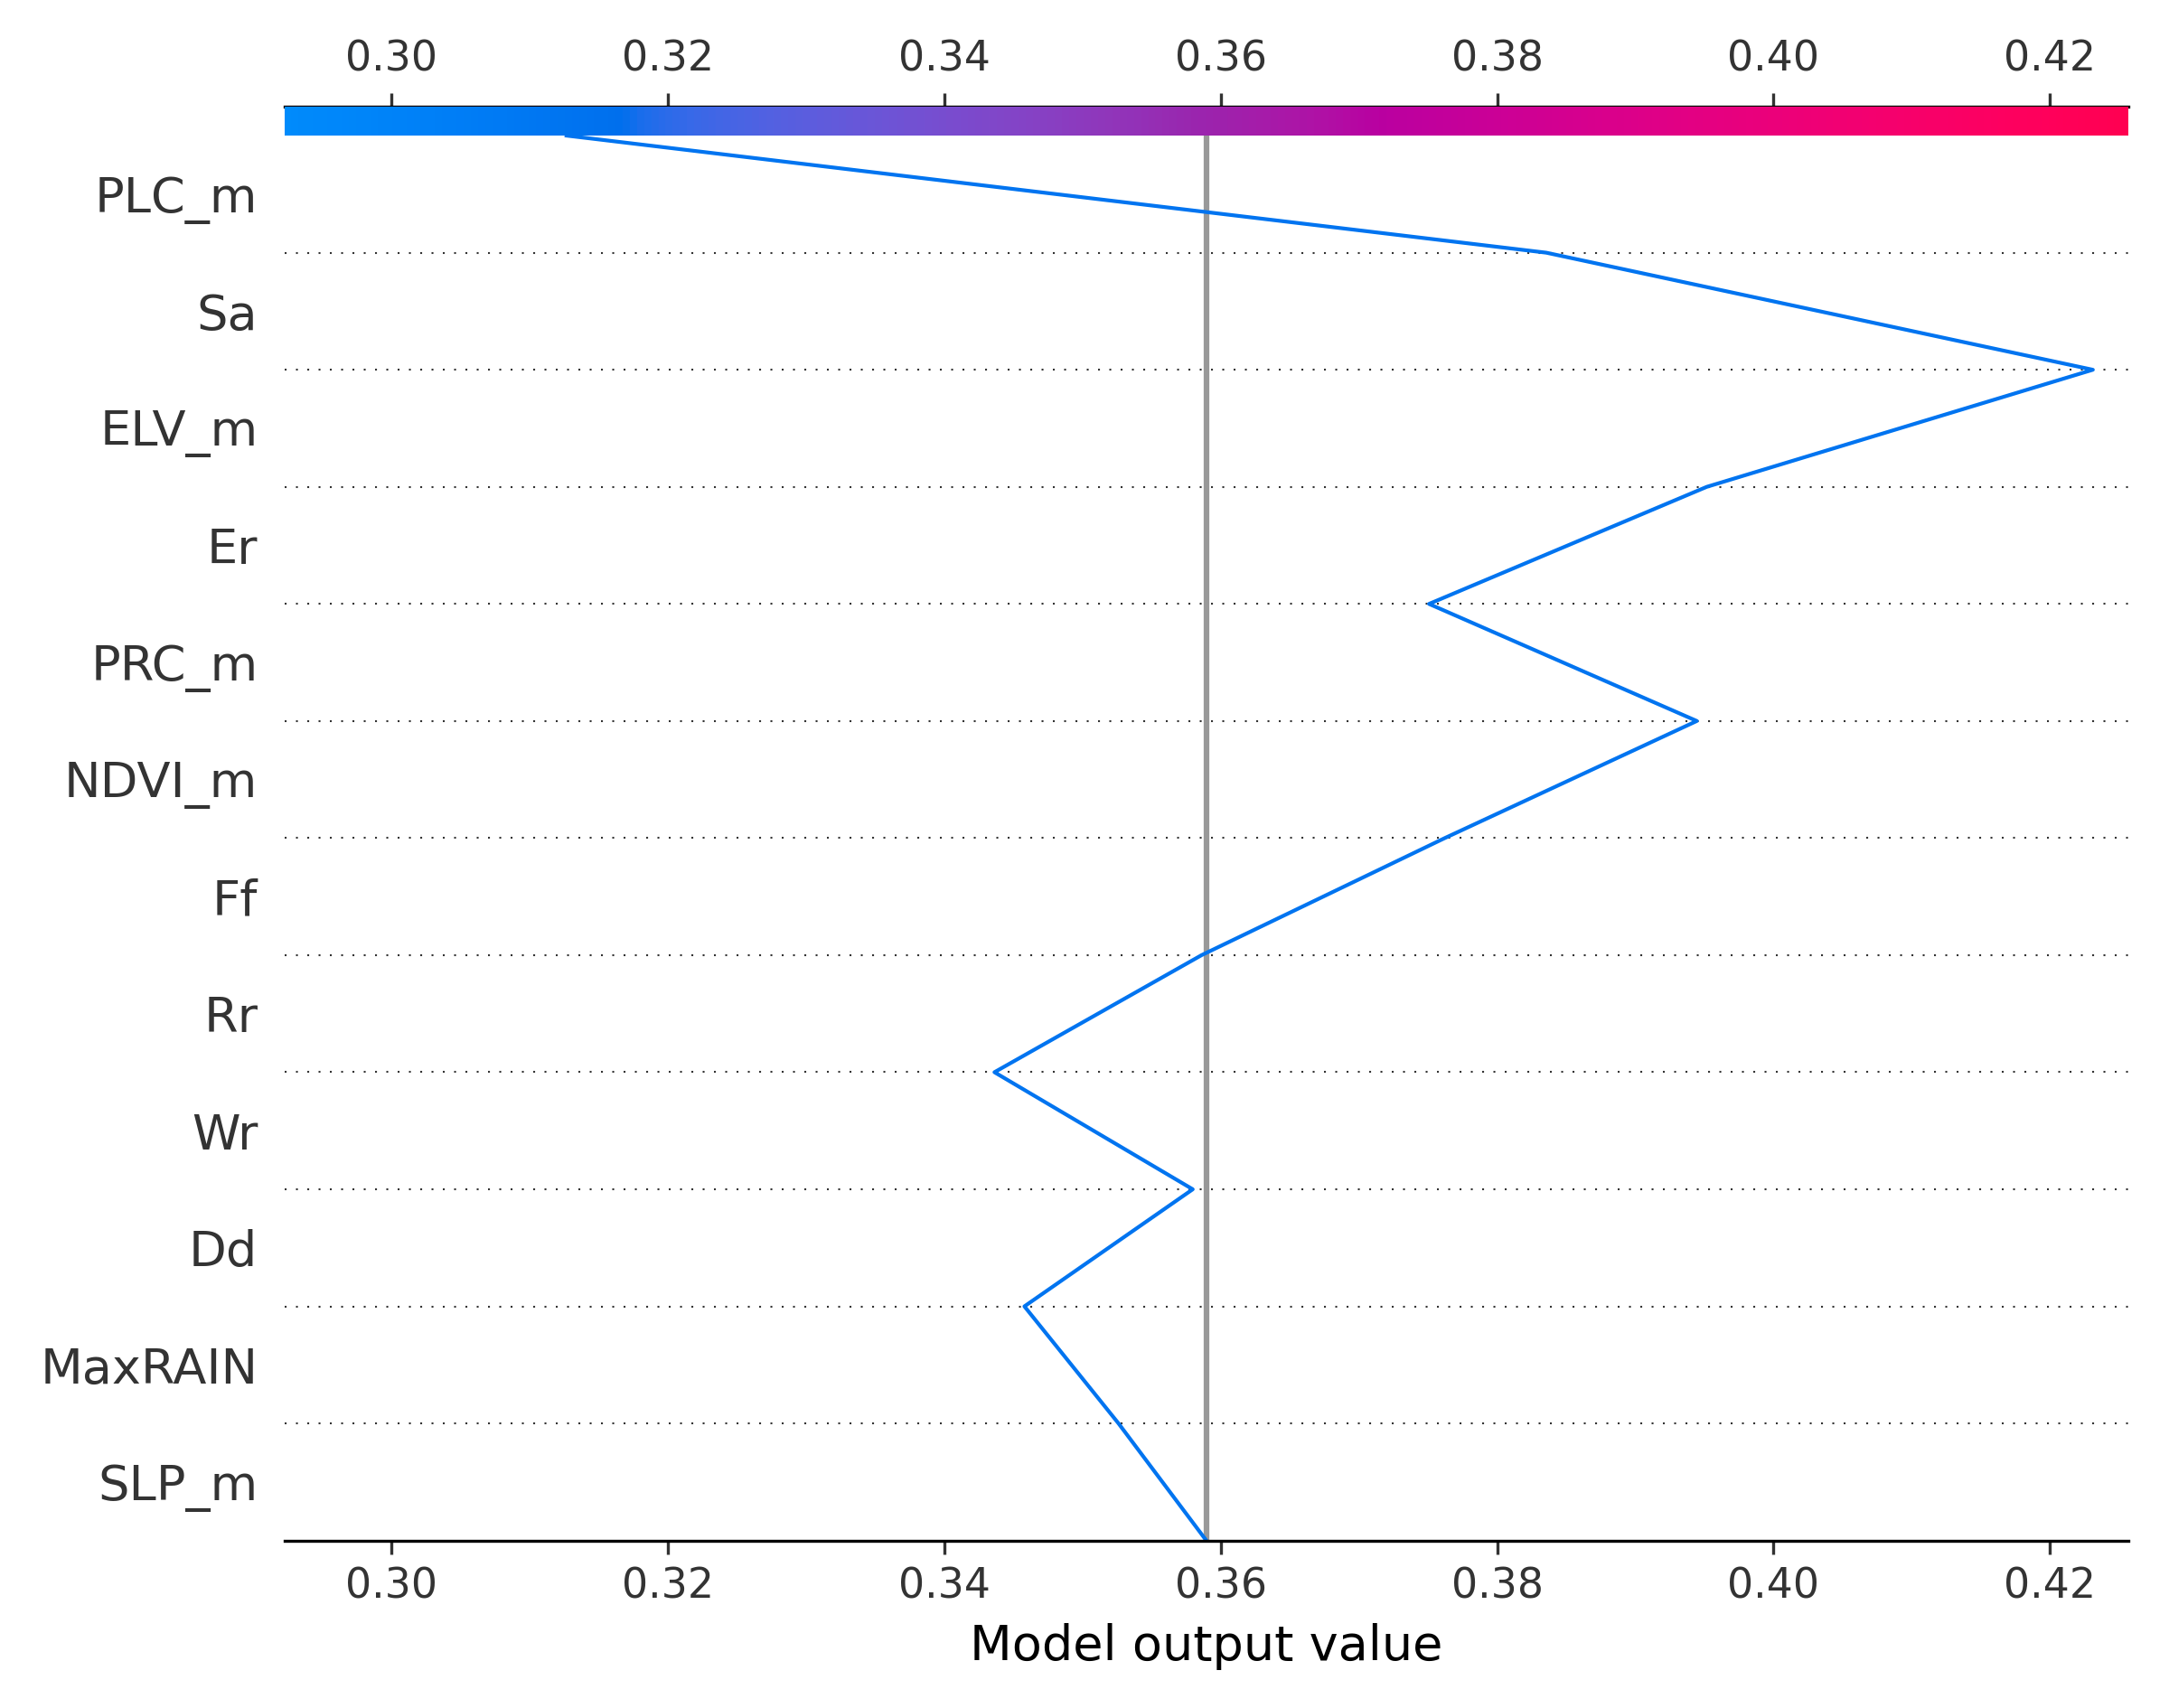 0.30 0.32 0.34 0.36 0.38 0.40 0.42
PLC_m
Sa
ELV_m
Er
PRC_m
NDVI_m
Ff
Rr
Wr
Dd
MaxRAIN
SLP_m
0.30 0.32 0.34 0.36 0.38 0.40 0.42
Model output value